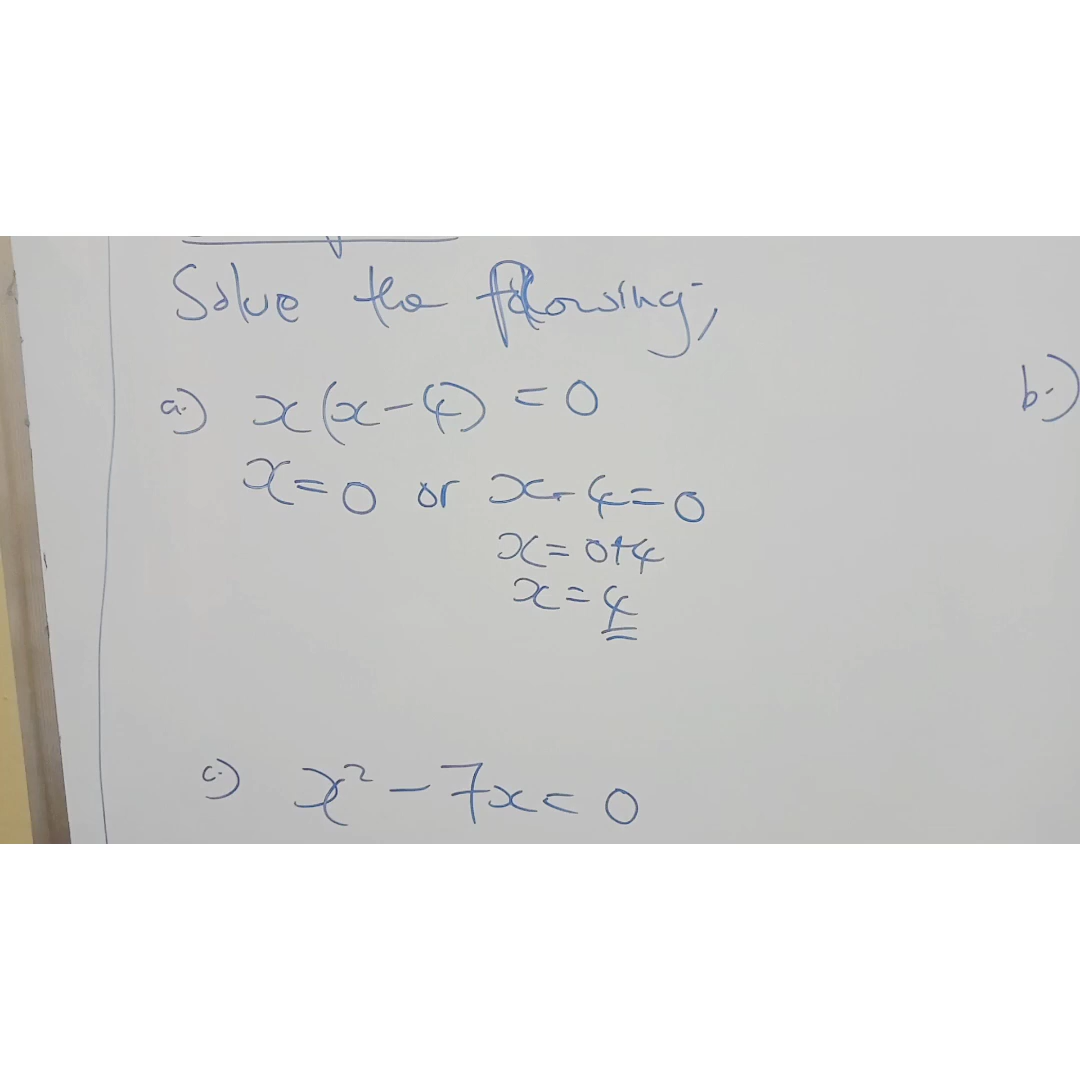 Solve the following;
a.) x(x-4) = 0
b.)
x=0 or x-4=0
x=0+4
x=4
c.) x²-7x=0